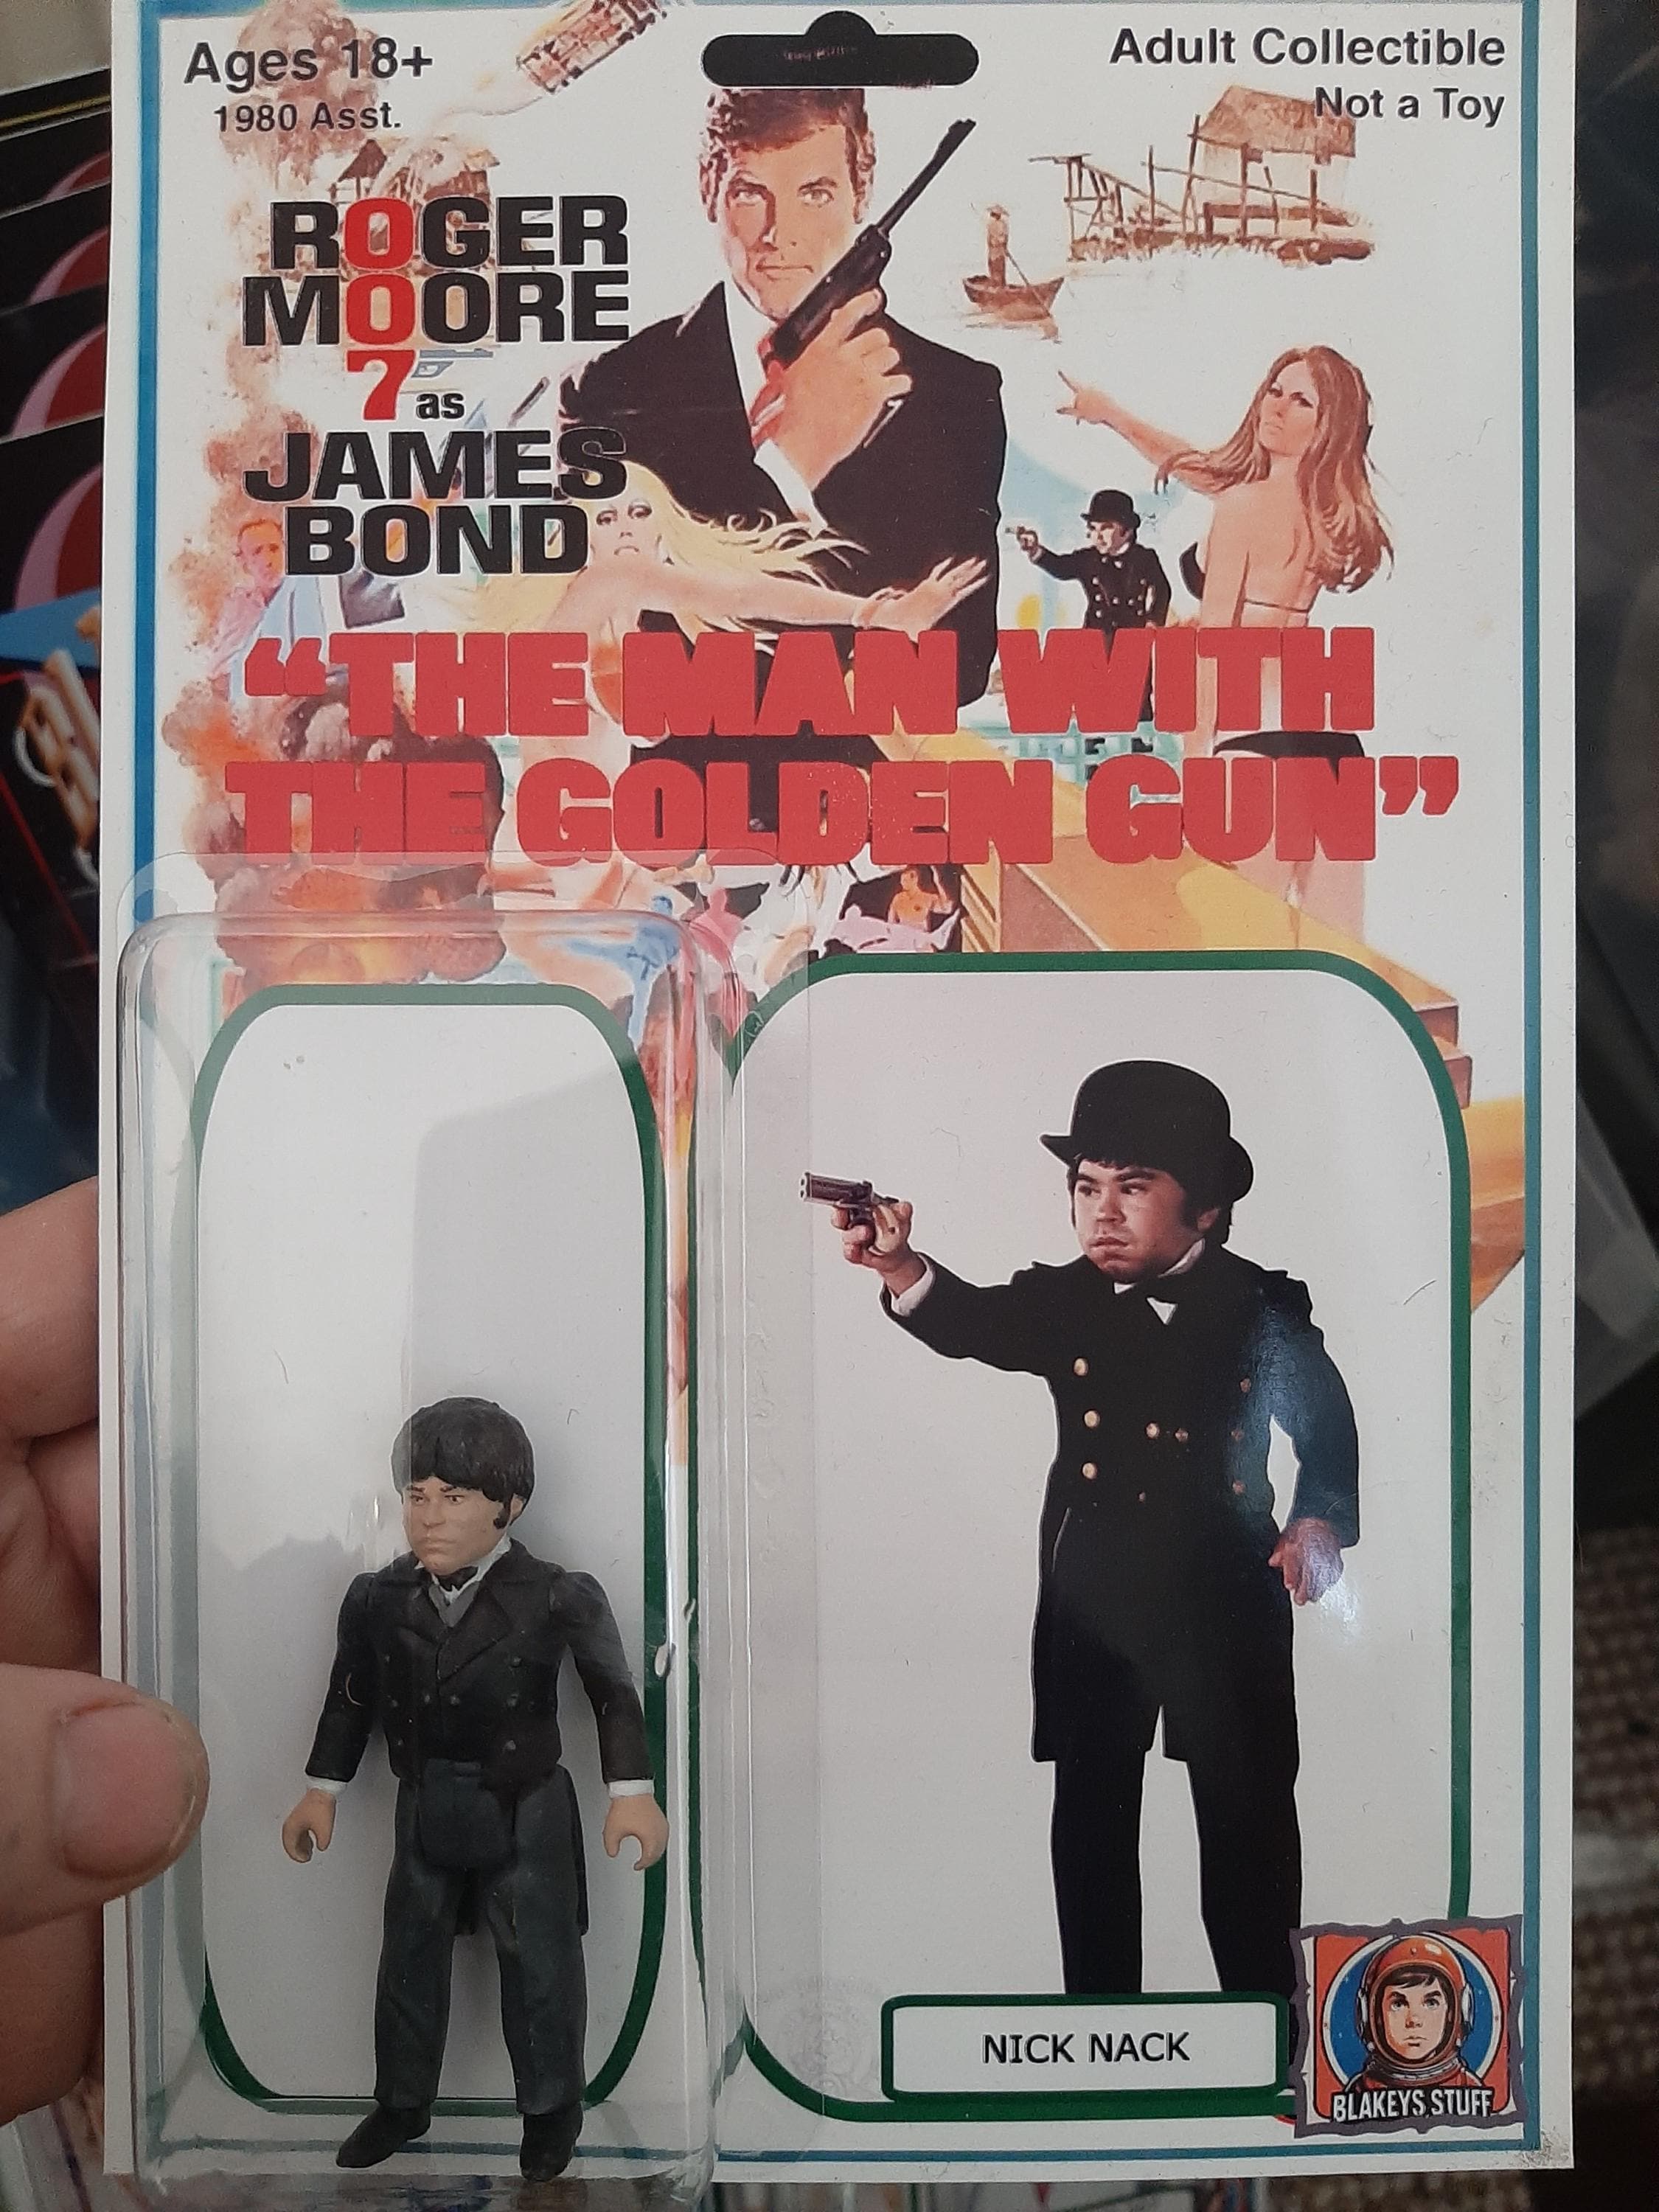 Ages 18+
1980 Asst.
Adult Collectible
Not a Toy
ROGER
MOORE
7 as
JAMES
BOND
“THE MAN WITH
THE GOLDEN GUN”
NICK NACK
BLAKEYS STUFF